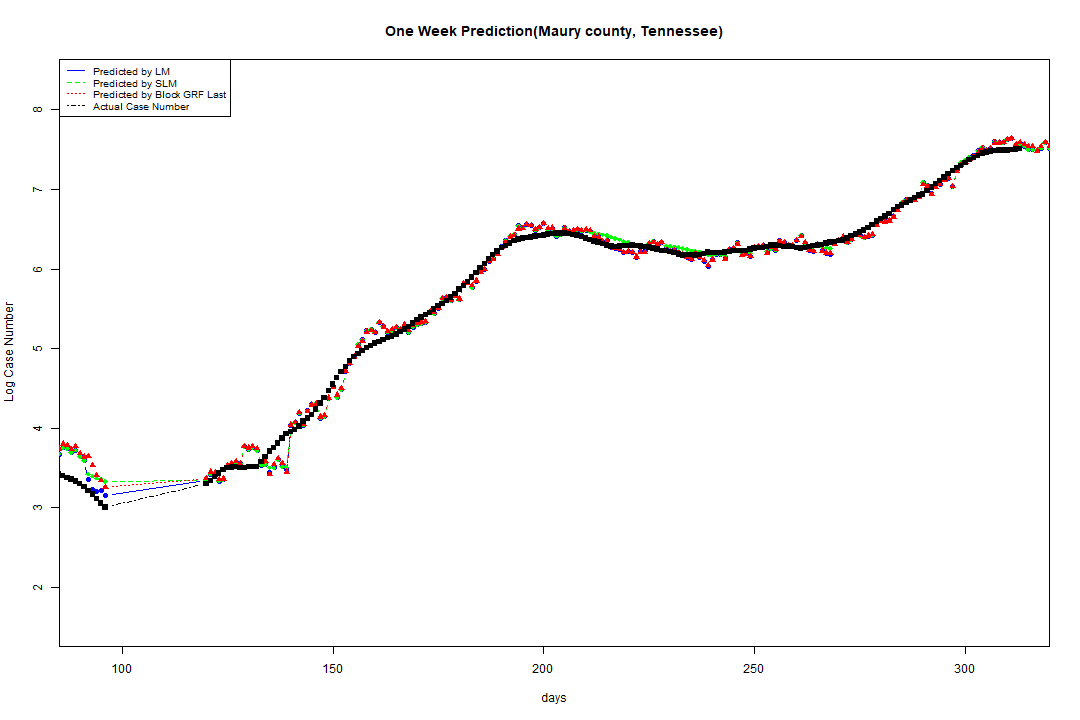 One Week Prediction(Maury county, Tennessee)
Predicted by LM
Predicted by SLM
Predicted by Block GRF Last
Actual Case Number
8
7
6
5
4
3
2
Log Case Number
100 150 200 250 300
days